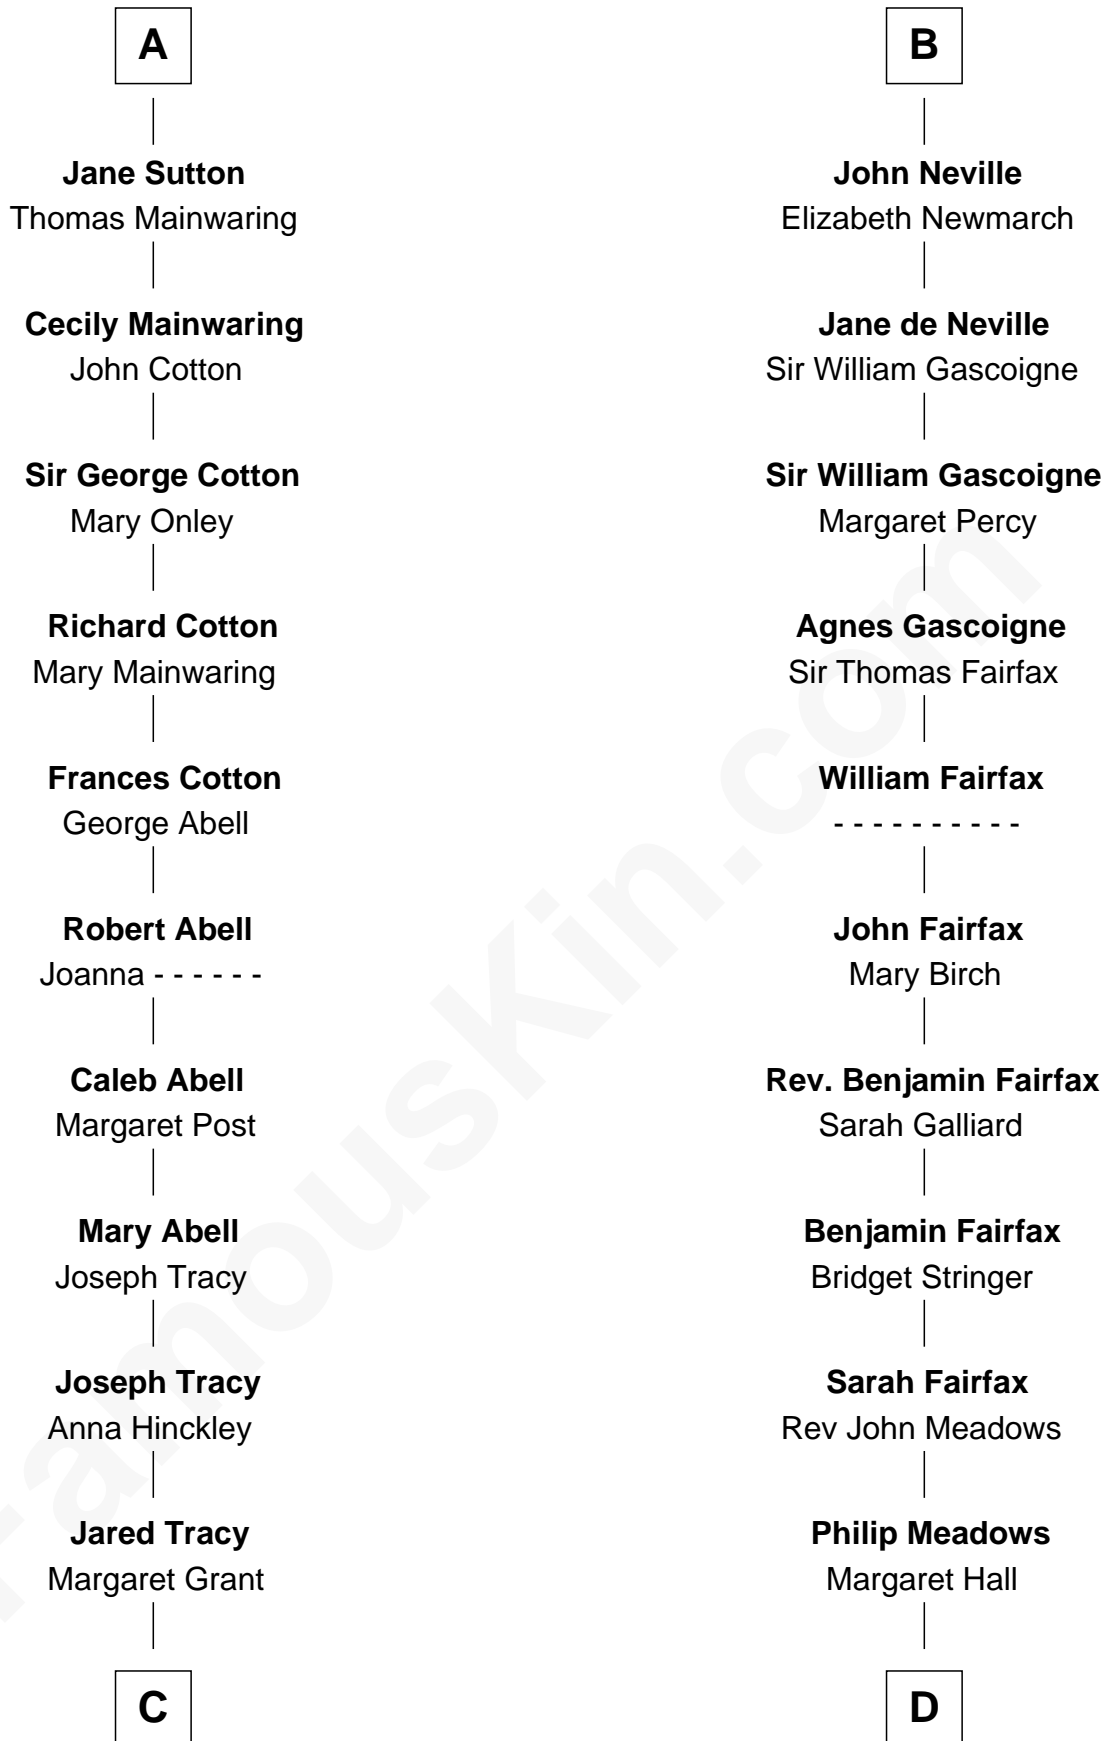 A
Jane Sutton
Thomas Mainwaring
Cecily Mainwaring
John Cotton
Sir George Cotton
Mary Onley
Richard Cotton
Mary Mainwaring
Frances Cotton
George Abell
Robert Abell
Joanna - - - - - -
Caleb Abell
Margaret Post
Mary Abell
Joseph Tracy
Joseph Tracy
Anna Hinckley
Jared Tracy
Margaret Grant
C
B
John Neville
Elizabeth Newmarch
Jane de Neville
Sir William Gascoigne
Sir William Gascoigne
Margaret Percy
Agnes Gascoigne
Sir Thomas Fairfax
William Fairfax
- - - - - - - - - -
John Fairfax
Mary Birch
Rev. Benjamin Fairfax
Sarah Galliard
Benjamin Fairfax
Bridget Stringer
Sarah Fairfax
Rev John Meadows
Philip Meadows
Margaret Hall
D
FamousKin.com